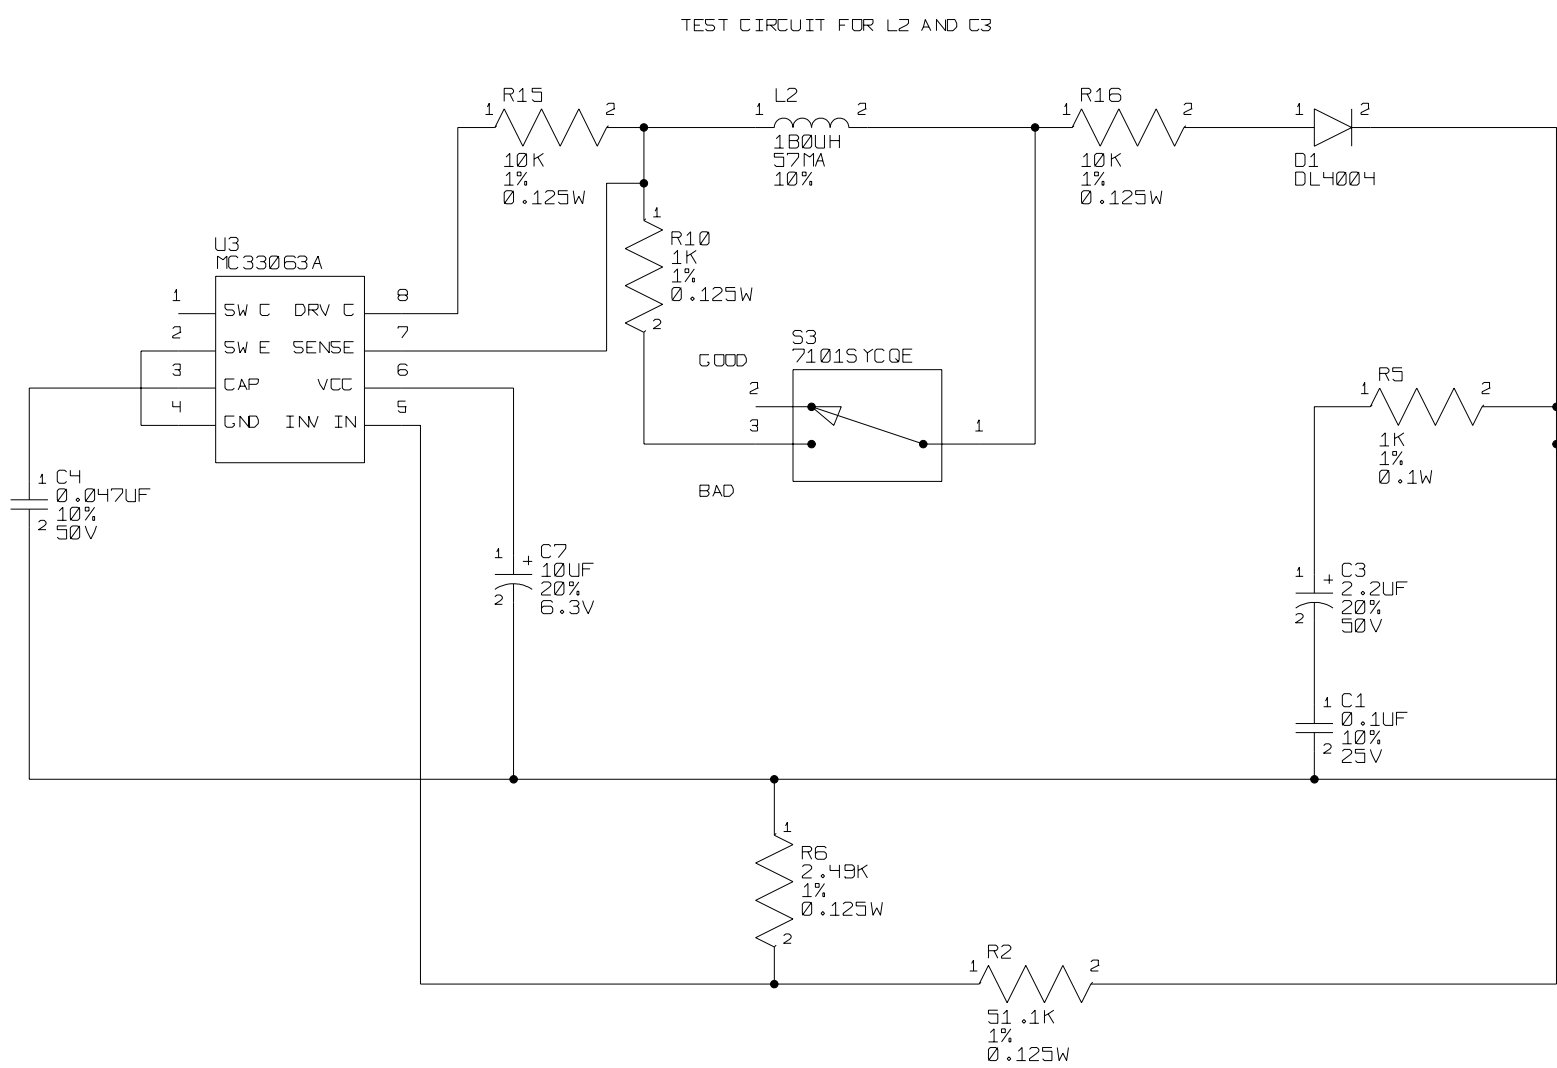 TEST CIRCUIT FOR L2 AND C3
R15
1
2
10K
1%
0.125W
L2
1
2
180UH
57MA
10%
R16
1
2
10K
1%
0.125W
1
2
D1
DL4004
1
R10
1K
1%
0.125W
2
U3
MC33063A
1
SW C
DRV C
8
2
SW E
SENSE
7
3
CAP
VCC
6
4
GND
INV IN
5
S3
7101SYCQE
GOOD
2
3
1
BAD
R5
1
2
1K
1%
0.1W
1
C4
0.047UF
10%
50V
2
1
+
C7
10UF
20%
6.3V
2
1
+
C3
2.2UF
20%
50V
2
1
C1
0.1UF
10%
25V
2
1
R6
2.49K
1%
0.125W
2
R2
1
2
51.1K
1%
0.125W